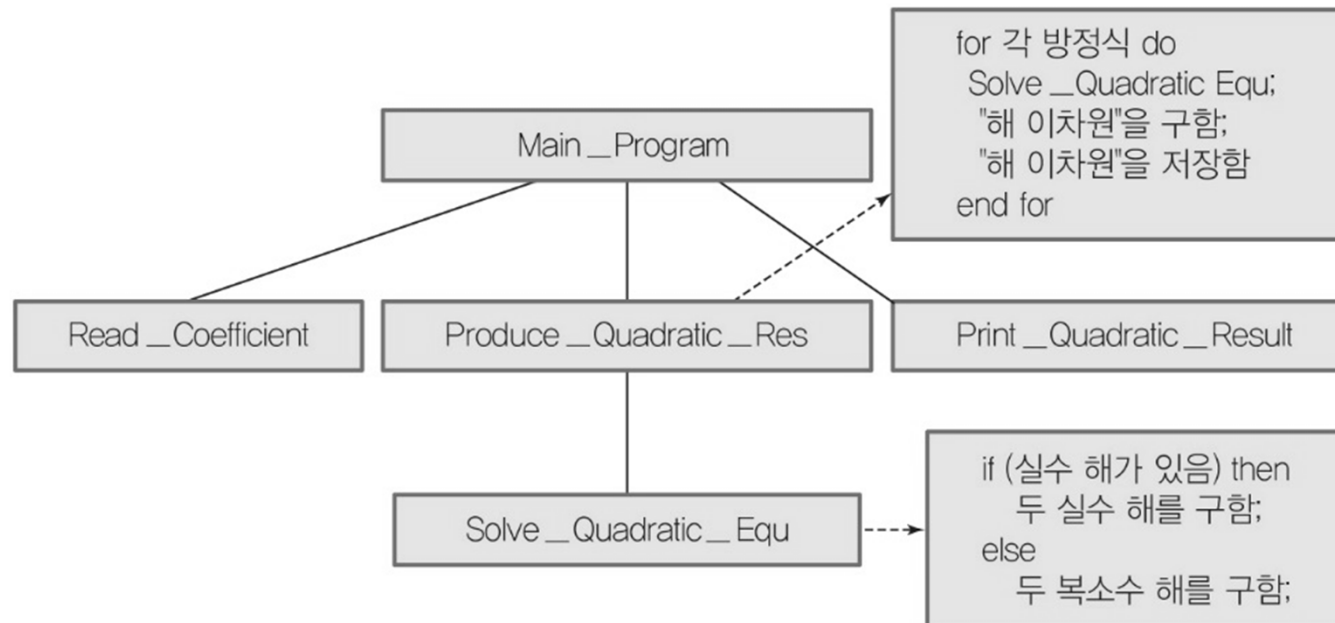 for 각 방정식 do
Solve _Quadratic Equ;
"해 이차원"을 구함;
"해 이차원"을 저장함
end for
Main _Program
Read _Coefficient
Produce _Quadratic _Res
Print _Quadratic _Result
Solve _Quadratic _Equ
if (실수 해가 있음) then
두 실수 해를 구함;
else
두 복소수 해를 구함;